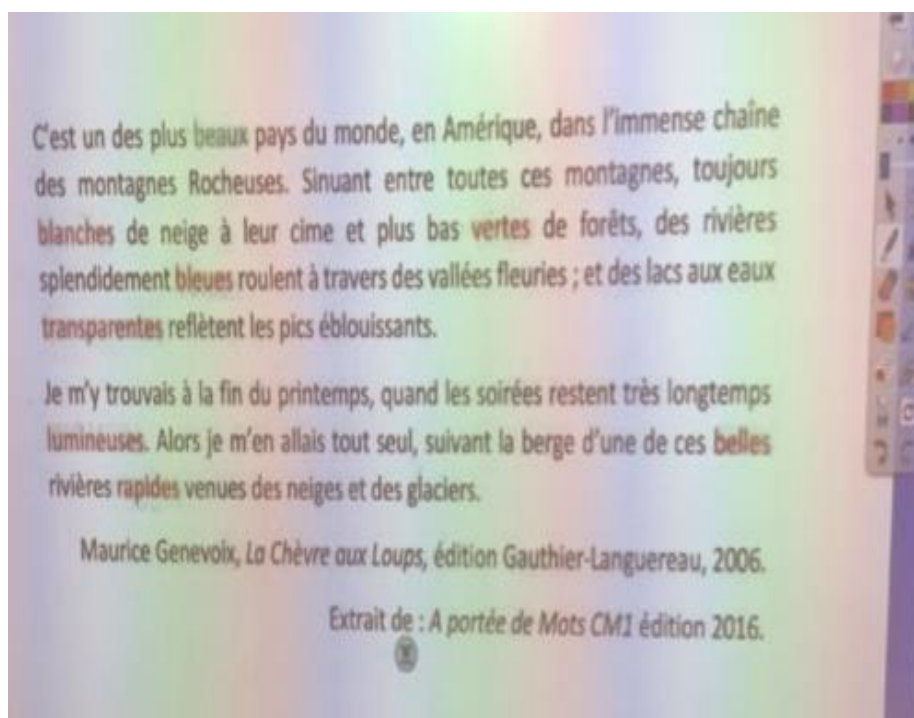 C'est un des plus beaux pays du monde, en Amérique, dans l'immense chaîne
des montagnes Rocheuses. Sinuant entre toutes ces montagnes, toujours
blanches de neige à leur cime et plus bas vertes de forêts, des rivières
splendidement bleues roulent à travers des vallées fleuries ; et des lacs aux eaux
transparentes reflètent les pics éblouissants.
Je m'y trouvais à la fin du printemps, quand les soirées restent très longtemps
lumineuses. Alors je m'en allais tout seul, suivant la berge d'une de ces belles
rivières rapides venues des neiges et des glaciers.
Maurice Genevoix, La Chèvre aux Loups, édition Gauthier-Languereau, 2006.
Extrait de : A portée de Mots CM1 édition 2016.